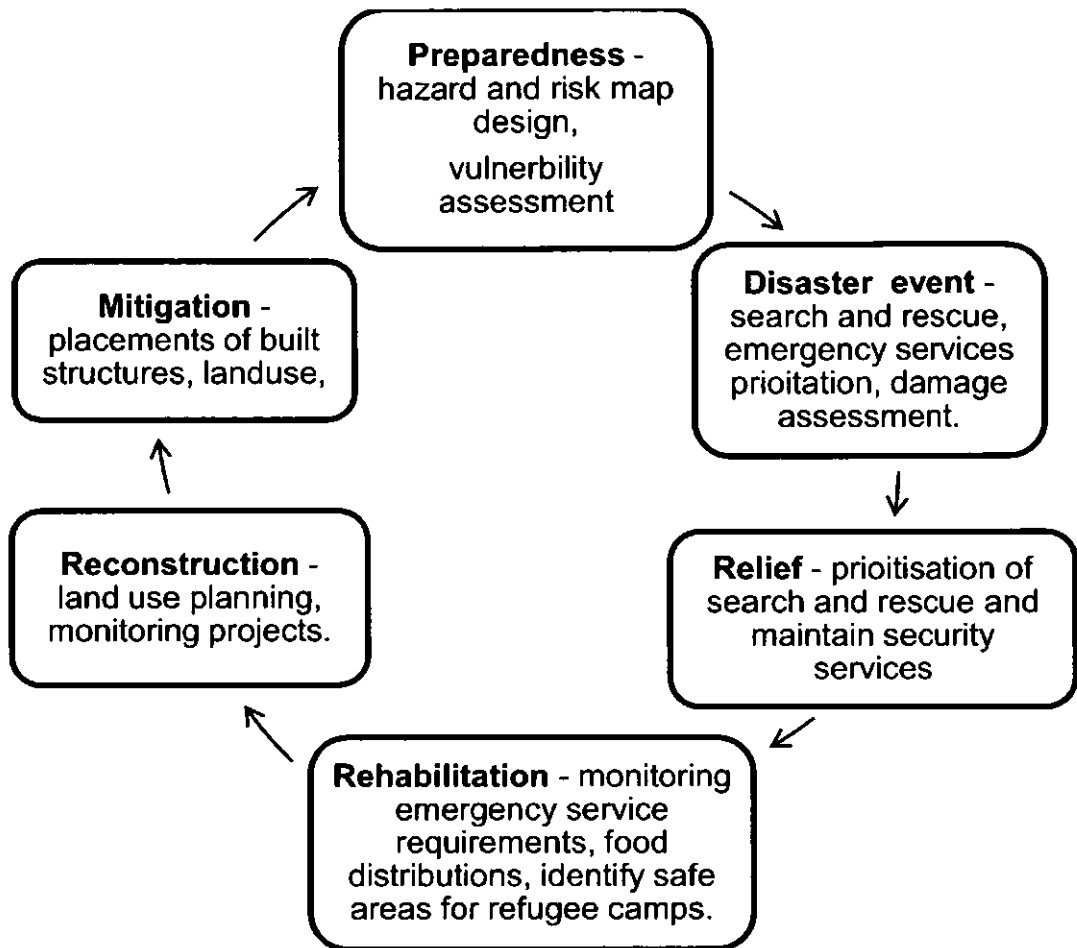 Preparedness -
hazard and risk map
design,
vulnerbility
assessment
Disaster event -
search and rescue,
emergency services
prioitation, damage
assessment.
Relief - prioitisation of
search and rescue and
maintain security
services
Rehabilitation - monitoring
emergency service
requirements, food
distributions, identify safe
areas for refugee camps.
Reconstruction -
land use planning,
monitoring projects.
Mitigation -
placements of built
structures, landuse,